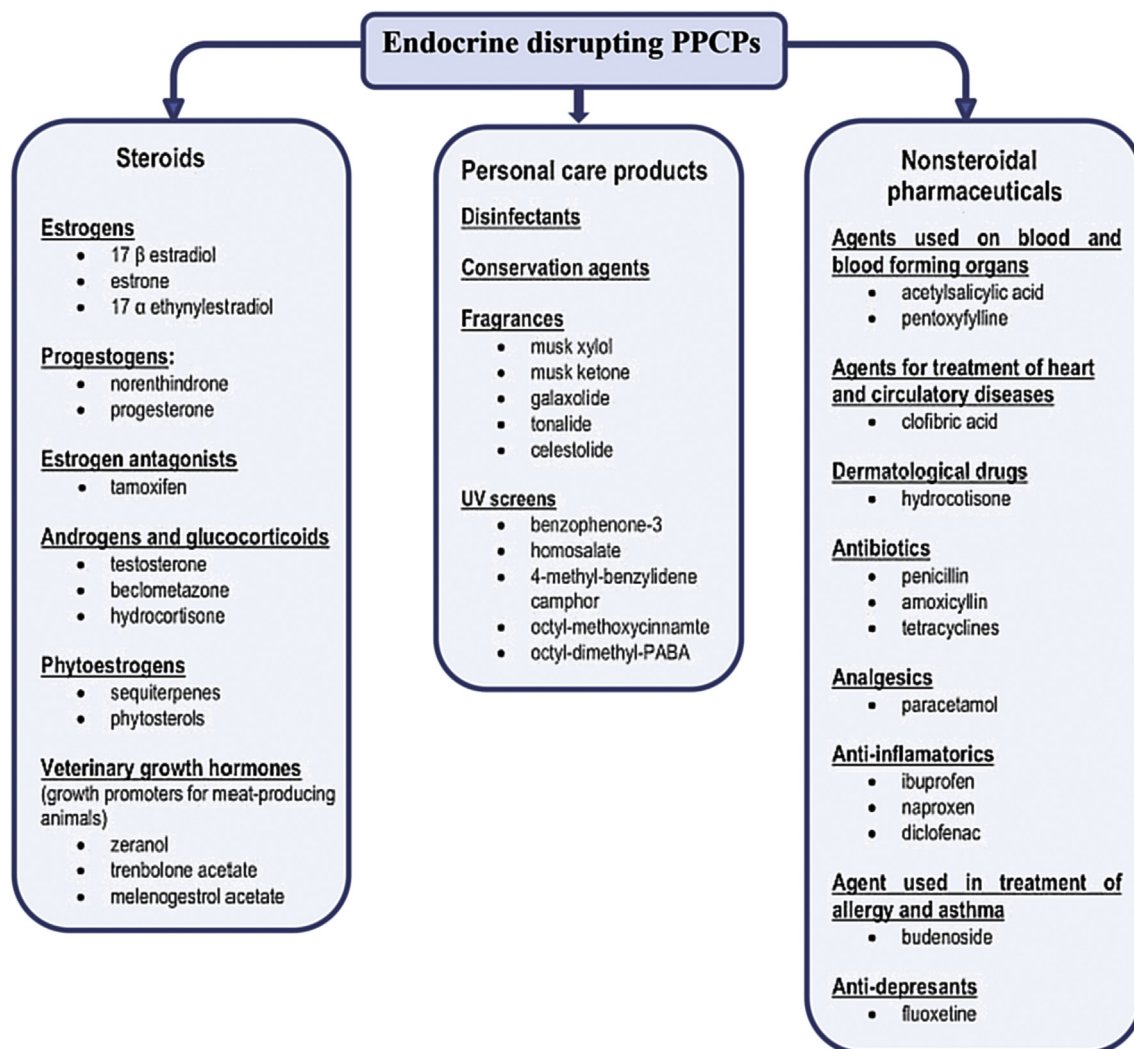 Endocrine disrupting PPCPs
Steroids
Estrogens
• 17 β estradiol
• estrone
• 17 α ethynylestradiol
Progestogens:
• norenthindrone
• progesterone
Estrogen antagonists
• tamoxifen
Androgens and glucocorticoids
• testosterone
• beclometazone
• hydrocortisone
Phytoestrogens
• sequiterpenes
• phytosterols
Veterinary growth hormones
(growth promoters for meat-producing
animals)
• zeranol
• trenbolone acetate
• melenogestrol acetate
Personal care products
Disinfectants
Conservation agents
Fragrances
• musk xylol
• musk ketone
• galaxolide
• tonalide
• celestolide
UV screens
• benzophenone-3
• homosalate
• 4-methyl-benzylidene
camphor
• octyl-methoxycinnamte
• octyl-dimethyl-PABA
Nonsteroidal
pharmaceuticals
Agents used on blood and
blood forming organs
• acetylsalicylic acid
• pentoxyfylline
Agents for treatment of heart
and circulatory diseases
• clofibric acid
Dermatological drugs
• hydrocotisone
Antibiotics
• penicillin
• amoxicyllin
• tetracyclines
Analgesics
• paracetamol
Anti-inflamatorics
• ibuprofen
• naproxen
• diclofenac
Agent used in treatment of
allergy and asthma
• budenoside
Anti-depresants
• fluoxetine